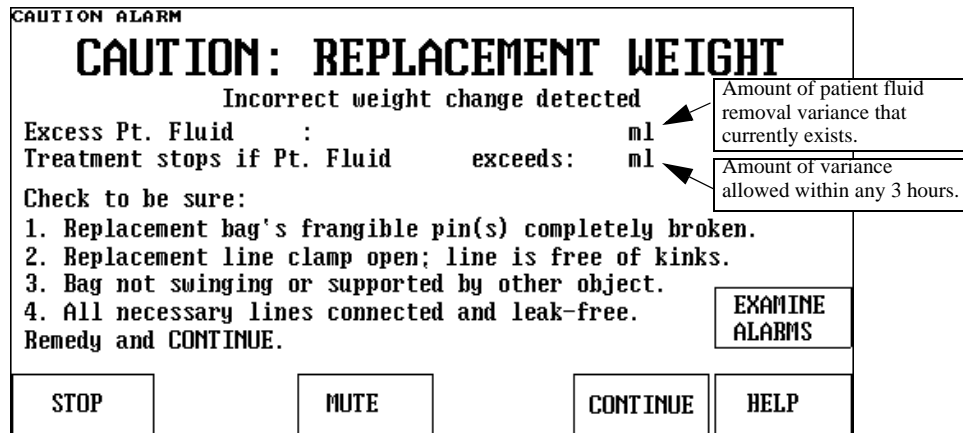 CAUTION ALARM
CAUTION: REPLACEMENT WEIGHT
Incorrect weight change detected
Excess Pt. Fluid : ml
Treatment stops if Pt. Fluid exceeds: ml
Amount of patient fluid
removal variance that
currently exists.
Amount of variance
allowed within any 3 hours.
Check to be sure:
1. Replacement bag's frangible pin(s) completely broken.
2. Replacement line clamp open; line is free of kinks.
3. Bag not swinging or supported by other object.
4. All necessary lines connected and leak-free.
Remedy and CONTINUE.
EXAMINE
ALARMS
STOP
MUTE
CONTINUE
HELP